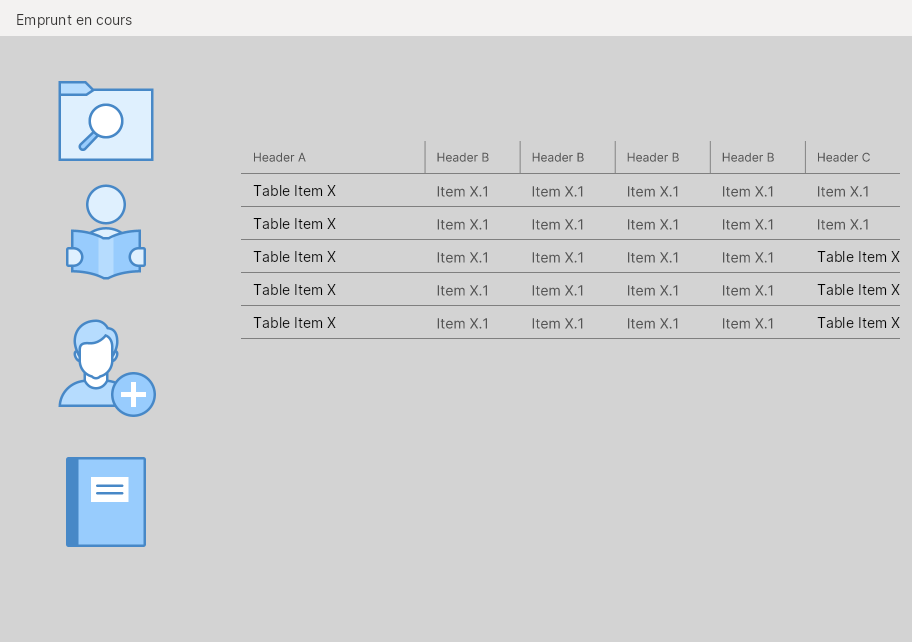 Emprunt en cours
Header A Header B Header B Header B Header B Header C
Table Item X Item X.1 Item X.1 Item X.1 Item X.1 Item X.1
Table Item X Item X.1 Item X.1 Item X.1 Item X.1 Item X.1
Table Item X Item X.1 Item X.1 Item X.1 Item X.1 Table Item X
Table Item X Item X.1 Item X.1 Item X.1 Item X.1 Table Item X
Table Item X Item X.1 Item X.1 Item X.1 Item X.1 Table Item X